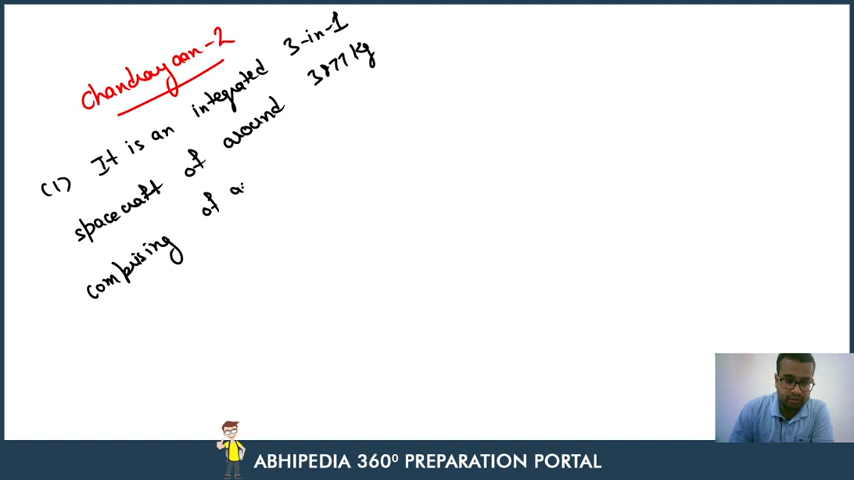 Chandrayaan-2
(1) It is an integrated 3-in-1
spacecraft of around 3877 kg
comprising of a
ABHIPEDIA 360° PREPARATION PORTAL